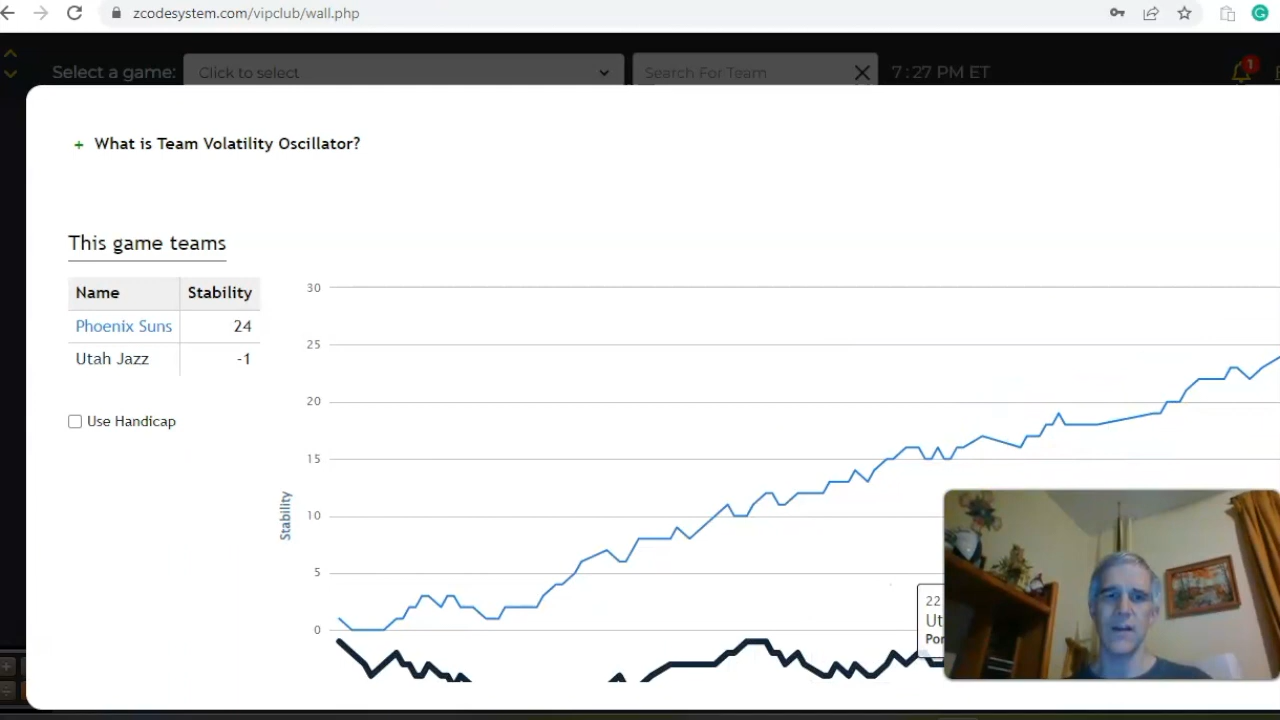 zcodesystem.com/vipclub/wall.php
Select a game:
Click to select
Search For Team
7:27 PM ET
1
+ What is Team Volatility Oscillator?
This game teams
Name Stability
Phoenix Suns 24
Utah Jazz -1
Use Handicap
Stability
30
25
20
15
10
5
0
22
Ut
Por